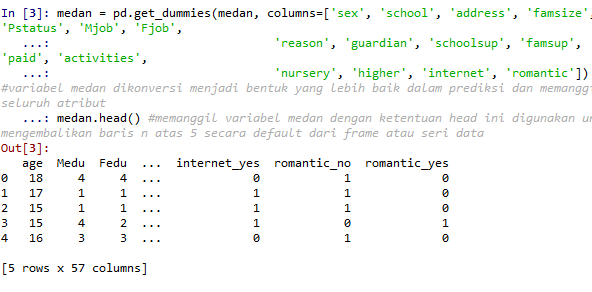 In [3]: medan = pd.get_dummies(medan, columns=['sex', 'school', 'address', 'famsize',
'Pstatus', 'Mjob', 'Fjob',
...: 'reason', 'guardian', 'schoolsup', 'famsup',
'paid', 'activities',
...: 'nursery', 'higher', 'internet', 'romantic'])
#variabel medan dikonversi menjadi bentuk yang lebih baik dalam prediksi dan
seluruh atribut
...: medan.head() #memanggil variabel medan dengan ketentuan head ini digunakan
mengembalikan baris n atas 5 secara default dari frame atau seri data
Out[3]:
age Medu Fedu ... internet_yes romantic_no romantic_yes
0 18 4 4 ... 0 1 0
1 17 1 1 ... 1 1 0
2 15 1 1 ... 1 1 0
3 15 4 2 ... 1 0 1
4 16 3 3 ... 0 1 0
[5 rows x 57 columns]